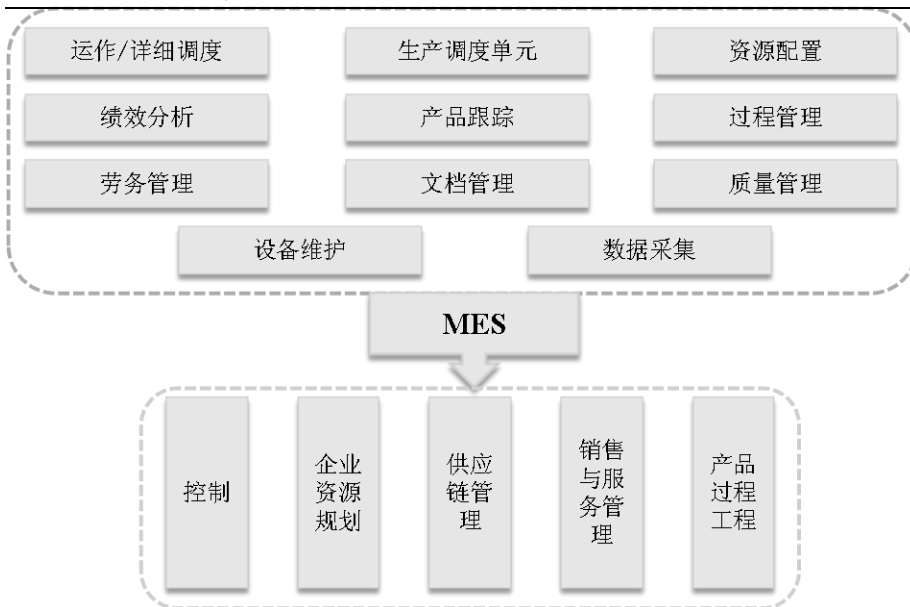 运作/详细调度
生产调度单元
资源配置
绩效分析
产品跟踪
过程管理
劳务管理
文档管理
质量管理
设备维护
数据采集
MES
控制
企业
资源
规划
供应
链管
理
销售
与服
务管
理
产品
过程
工程